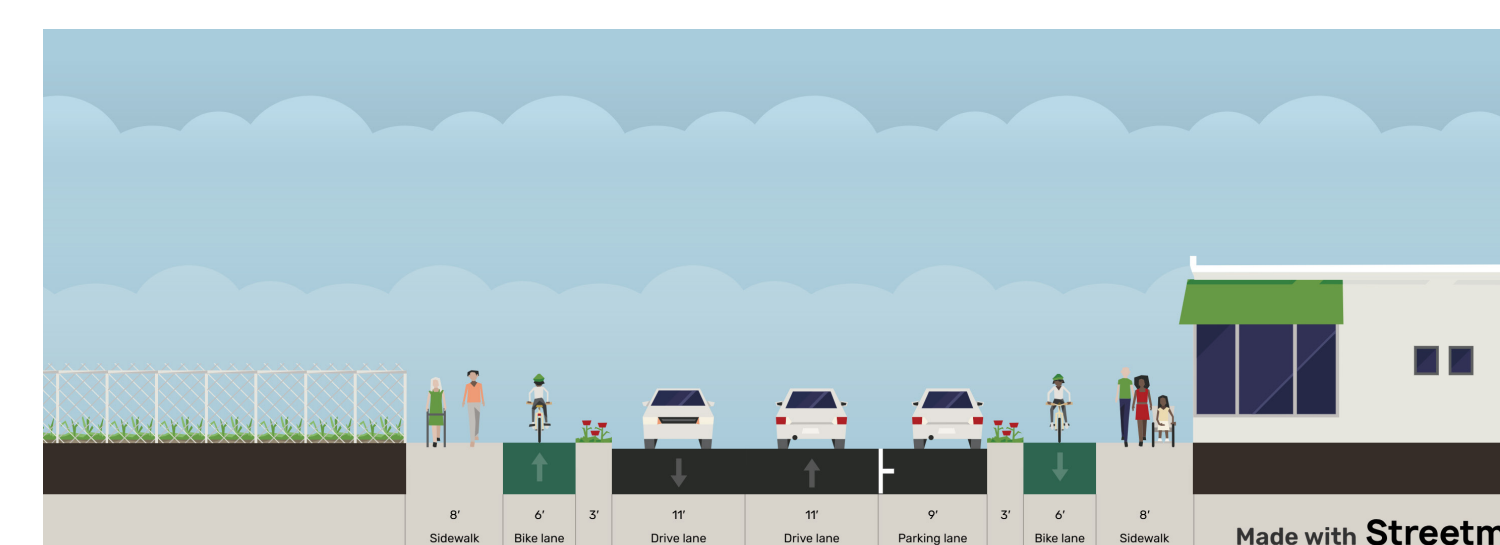 8′ 6′ 3′ 11′ 11′ 9′ 3′ 6′ 8′
Sidewalk Bike lane Drive lane Drive lane Parking lane Bike lane Sidewalk
Made with Streetm